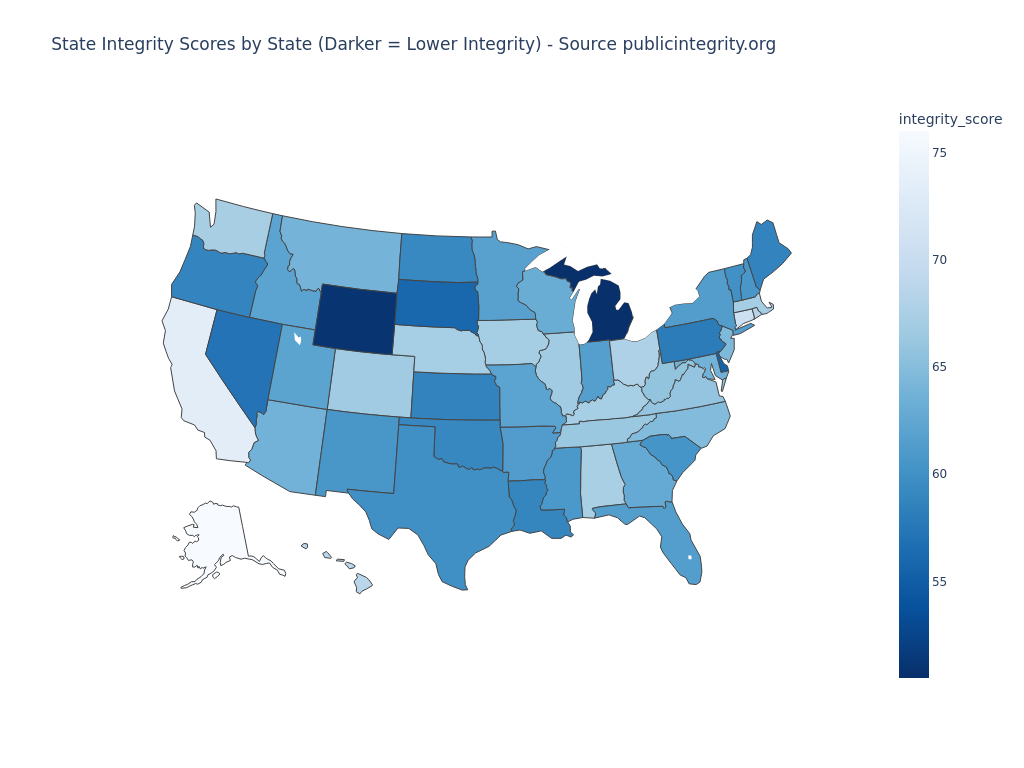 State Integrity Scores by State (Darker = Lower Integrity) - Source publicintegrity.org
integrity_score
75
70
65
60
55